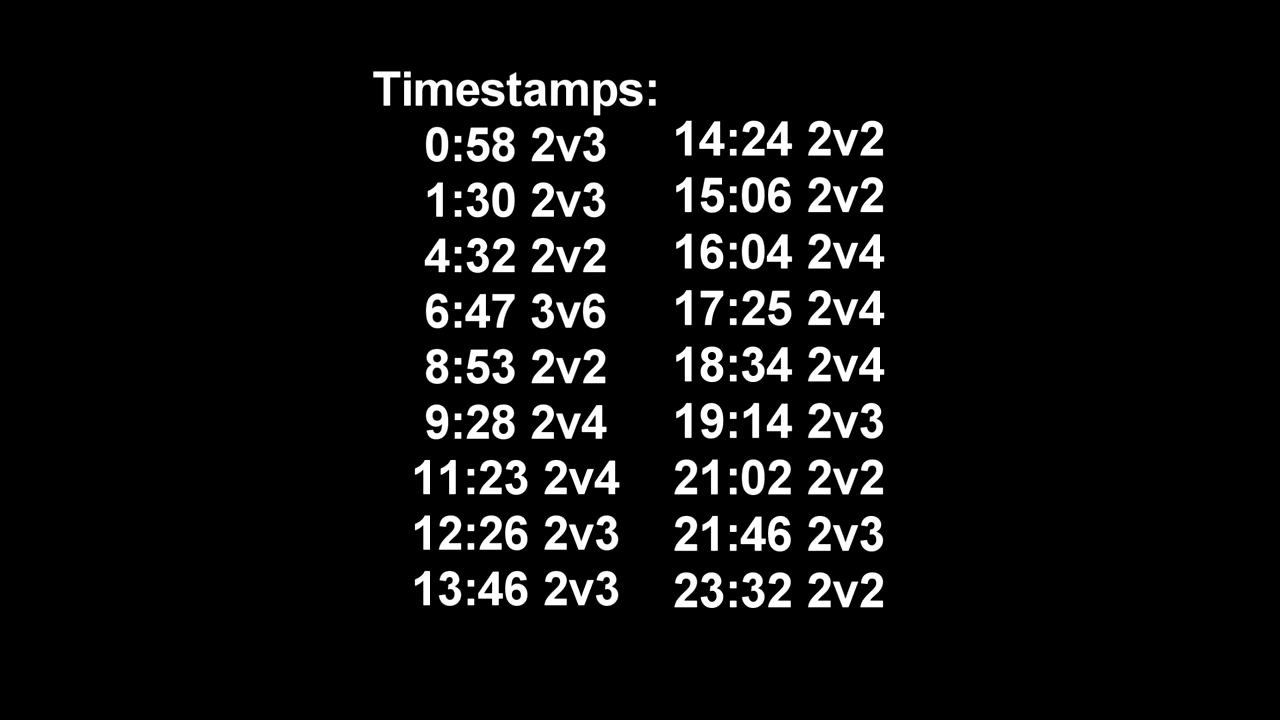 Timestamps:
0:58 2v3
1:30 2v3
4:32 2v2
6:47 3v6
8:53 2v2
9:28 2v4
11:23 2v4
12:26 2v3
13:46 2v3
14:24 2v2
15:06 2v2
16:04 2v4
17:25 2v4
18:34 2v4
19:14 2v3
21:02 2v2
21:46 2v3
23:32 2v2